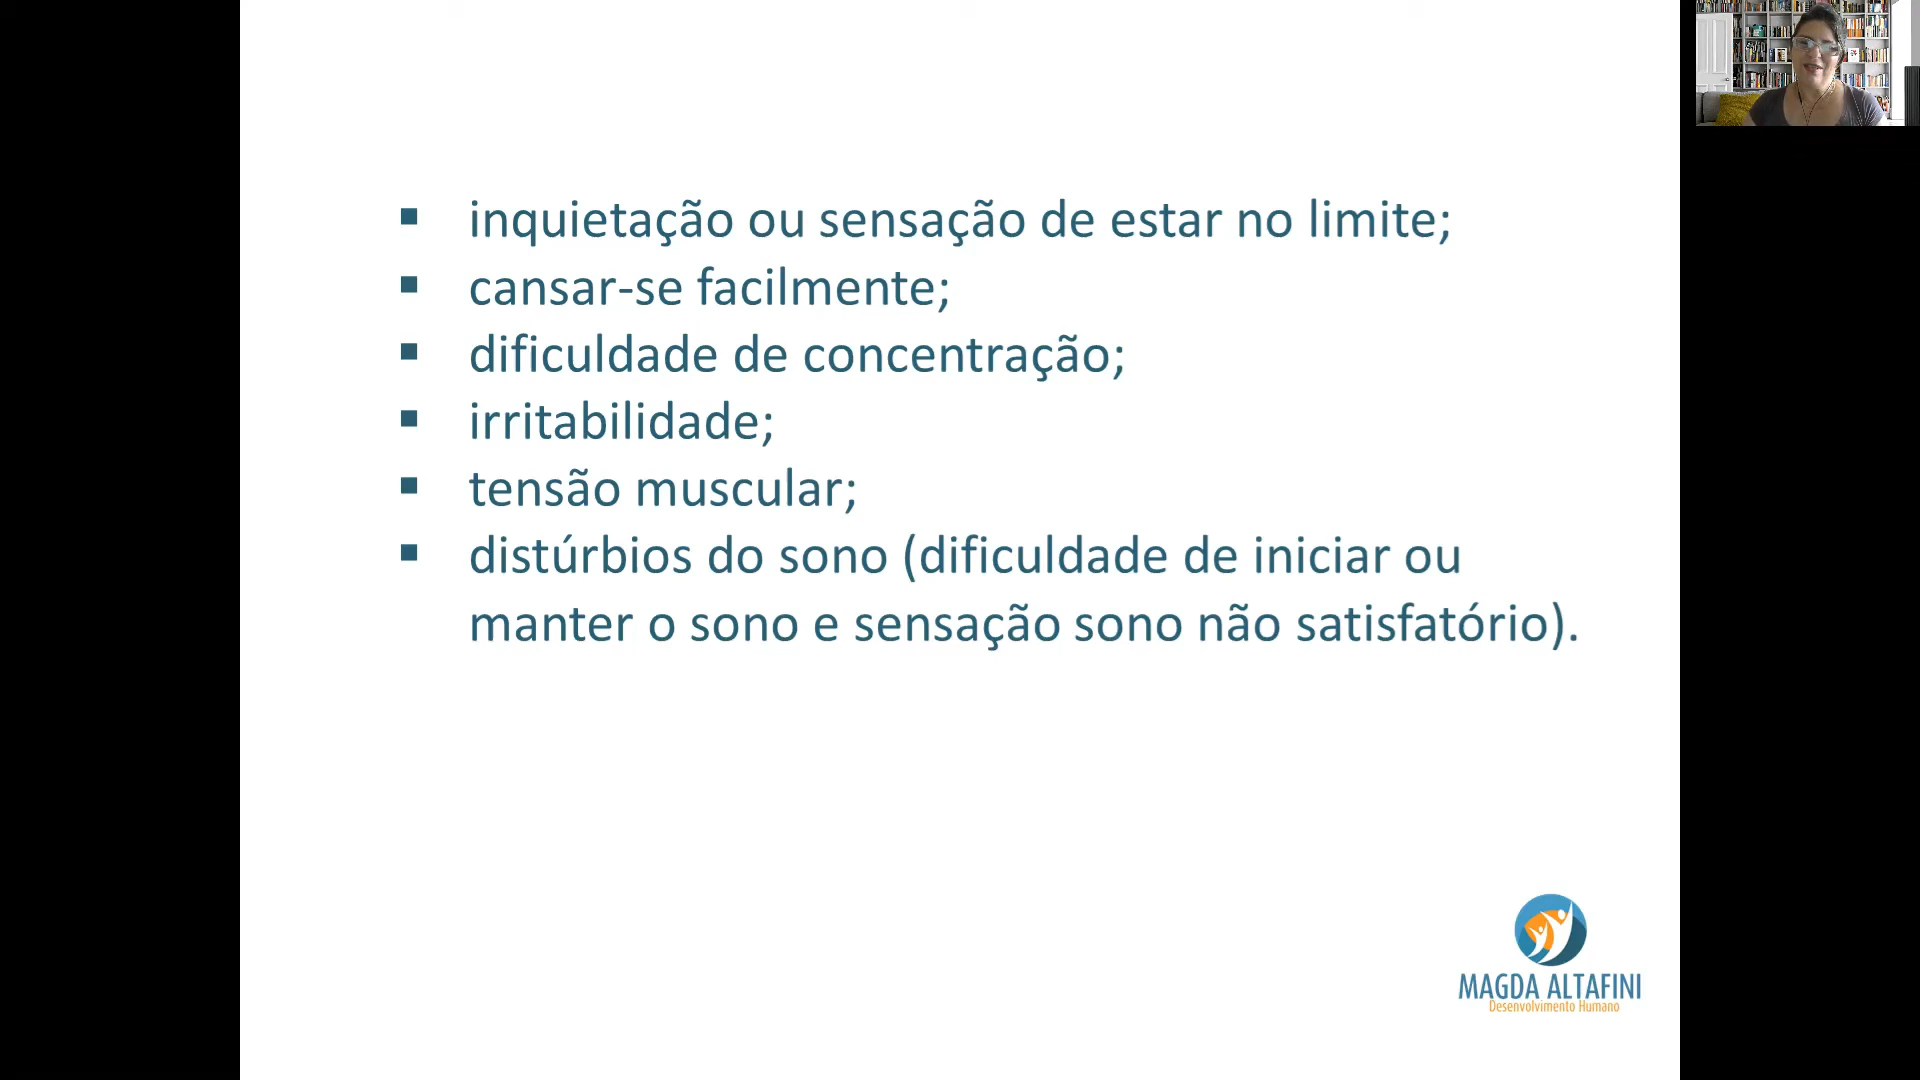 ▪ inquietação ou sensação de estar no limite;
▪ cansar-se facilmente;
▪ dificuldade de concentração;
▪ irritabilidade;
▪ tensão muscular;
▪ distúrbios do sono (dificuldade de iniciar ou
manter o sono e sensação sono não satisfatório).
MAGDA ALTAFINI
Desenvolvimento Humano